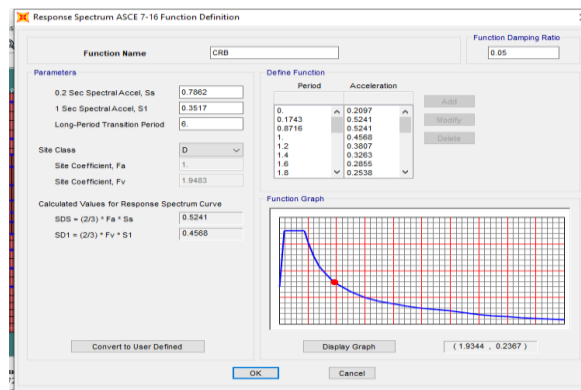 Response Spectrum ASCE 7-16 Function Definition
Function Damping Ratio
Function Name
CRB
0.05
Parameters
Define Function
0.2 Sec Spectral Accel, Ss
0.7862
1 Sec Spectral Accel, S1
0.3517
Long-Period Transition Period
6.
Period
Acceleration
0. 0.2097
0.1743 0.5241
0.8716 0.5241
1. 0.4568
1.2 0.3807
1.4 0.3263
1.6 0.2855
1.8 0.2538
Add
Modify
Delete
Site Class
D
Site Coefficient, Fa
1.
Site Coefficient, Fv
1.9483
Calculated Values for Response Spectrum Curve
SDS = (2/3) * Fa * Ss
0.5241
SD1 = (2/3) * Fv * S1
0.4568
Function Graph
Convert to User Defined
Display Graph
( 1.9344 , 0.2367 )
OK
Cancel